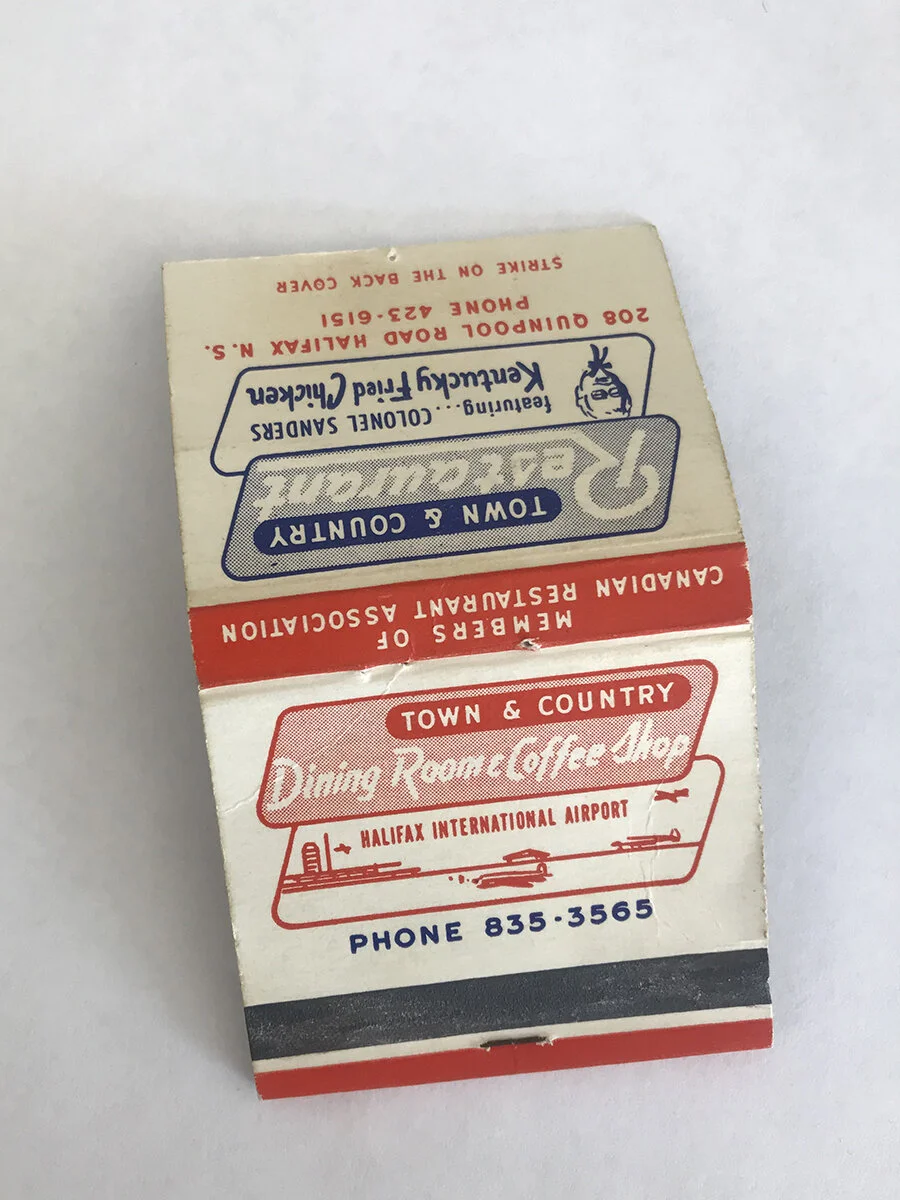 STRIKE ON THE BACK COVER
208 QUINPOOL ROAD HALIFAX N.S.
PHONE 423-6151
TOWN & COUNTRY
Restaurant
featuring...
COLONEL SANDERS
Kentucky Fried Chicken
MEMBERS OF
CANADIAN RESTAURANT ASSOCIATION
TOWN & COUNTRY
Dining Room & Coffee Shop
HALIFAX INTERNATIONAL AIRPORT
PHONE 835-3565